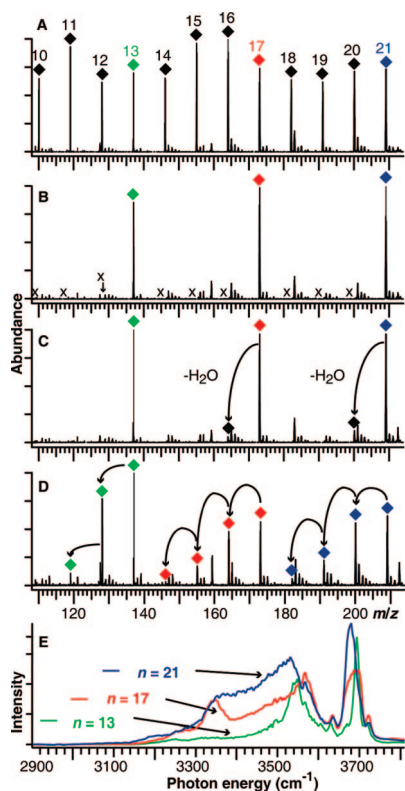 A
10 11 12 13 14 15 16 17 18 19 20 21
B
x x x x x x x x x
C
-H₂O -H₂O
Abundance
D
120 140 160 180 200 m/z
E
n = 21
n = 17
n = 13
Intensity
2900 3100 3300 3500 3700
Photon energy (cm⁻¹)